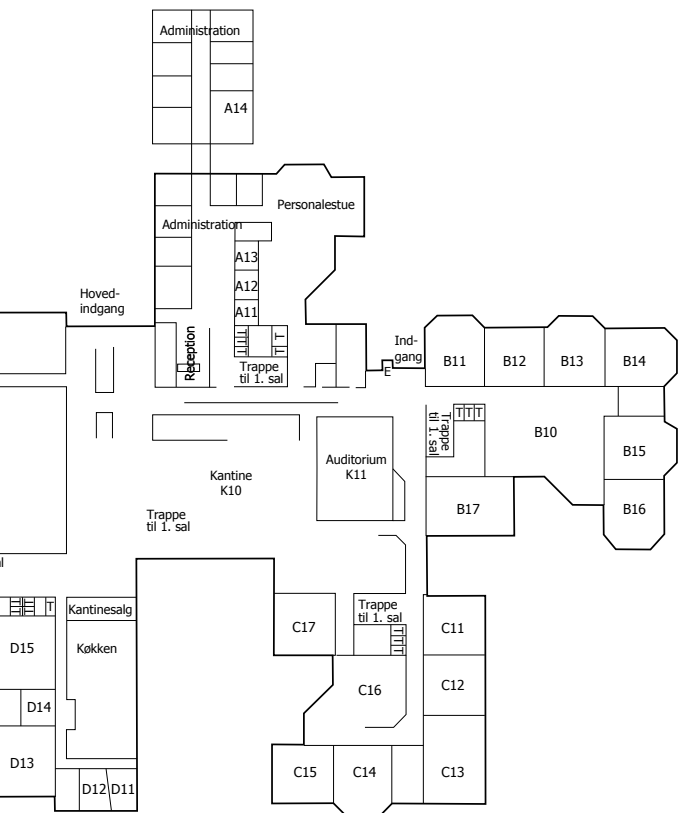 Administration
A14
Personalestue
Administration
A13
A12
A11
Hoved-
indgang
Reception
T
T
T
T
T
Trappe
til 1. sal
Ind-
gang
E
B11
B12
B13
B14
T T T
Trappe
til 1. sal
B10
B15
B16
B17
Auditorium
K11
Kantine
K10
Trappe
til 1. sal
l
T
Kantinesalg
Køkken
D15
D14
D13
D12
D11
C17
Trappe
til 1. sal
T
T
T
C11
C16
C12
C15
C14
C13